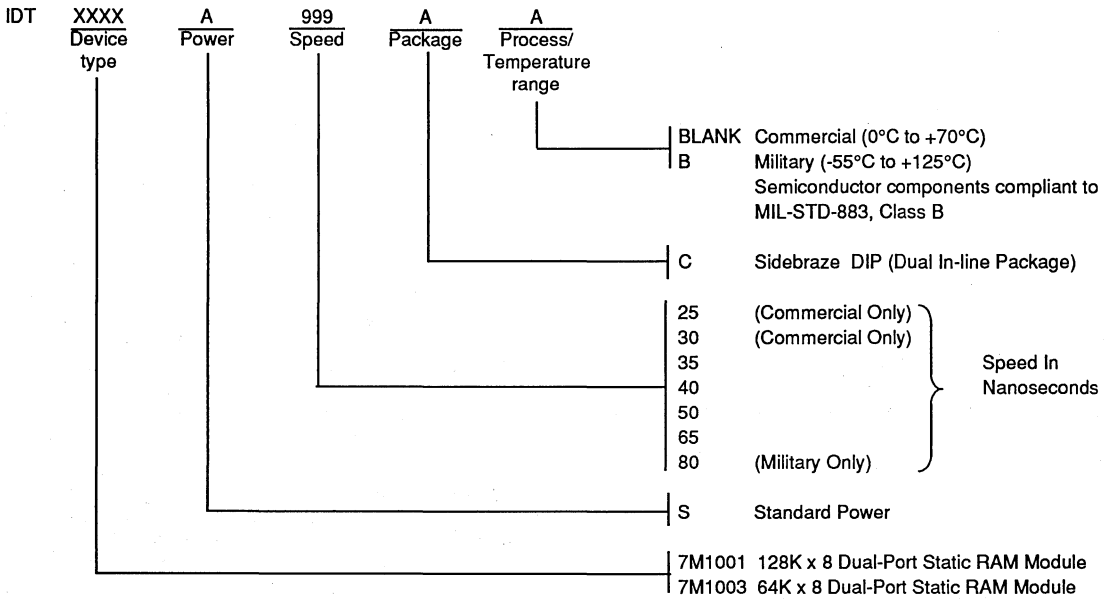 IDT XXXX A 999 A A
Device type Power Speed Package Process/ Temperature range
BLANK Commercial (0°C to +70°C)
B Military (-55°C to +125°C)
Semiconductor components compliant to
MIL-STD-883, Class B
C Sidebraze DIP (Dual In-line Package)
25 (Commercial Only)
30 (Commercial Only)
35
40
50
65
80 (Military Only)
Speed In
Nanoseconds
S Standard Power
7M1001 128K x 8 Dual-Port Static RAM Module
7M1003 64K x 8 Dual-Port Static RAM Module